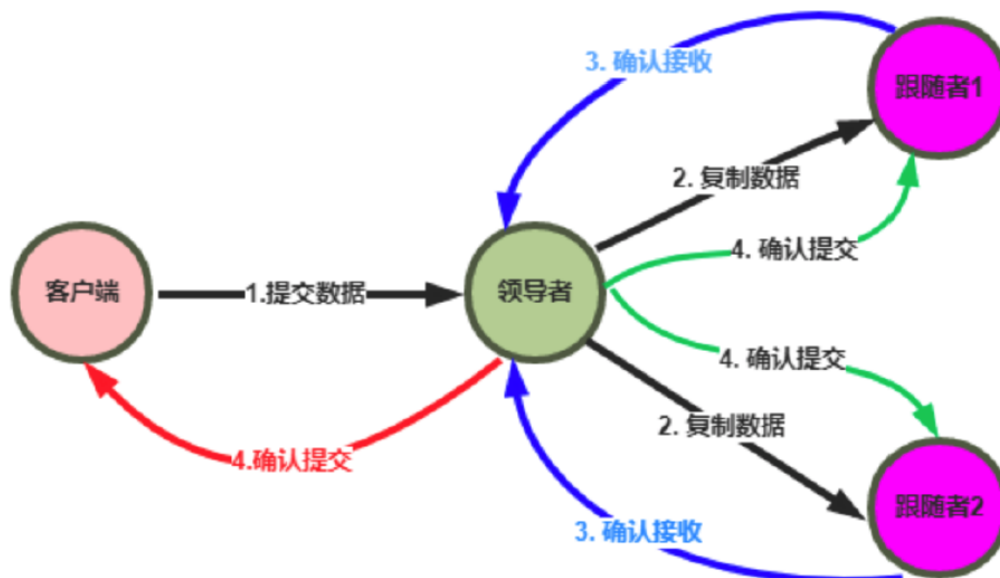 3. 确认接收
跟随者1
2. 复制数据
4. 确认提交
客户端
1.提交数据
领导者
4. 确认提交
2. 复制数据
4.确认提交
跟随者2
3. 确认接收